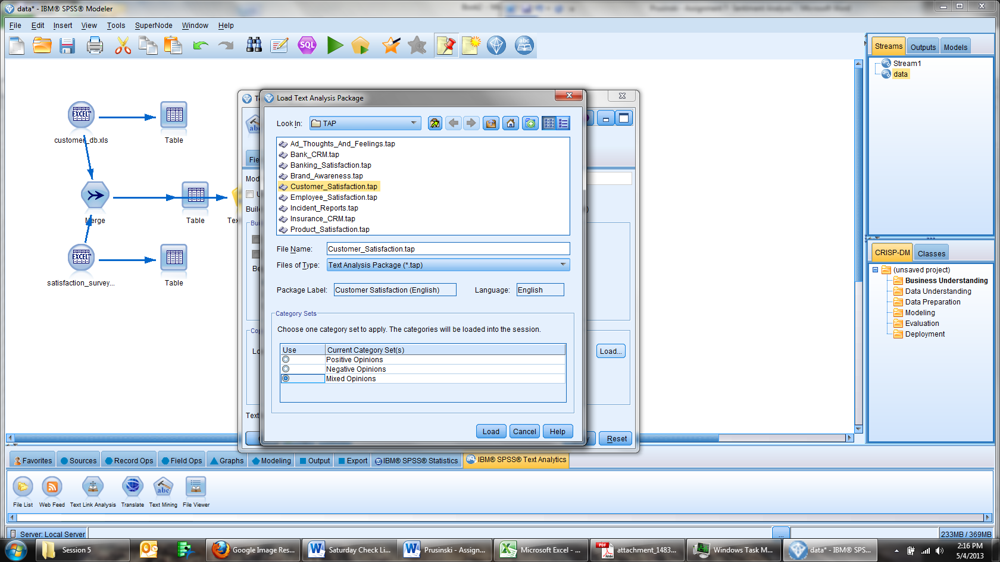 data* - IBM® SPSS® Modeler
File Edit Insert View Tools SuperNode Window Help
SQL
abc
Streams Outputs Models
Stream1
data
EXCEL
customer_db.xls
Table
Merge
Table
EXCEL
satisfaction_survey...
Table
Load Text Analysis Package
Look In: TAP
Ad_Thoughts_And_Feelings.tap
Bank_CRM.tap
Banking_Satisfaction.tap
Brand_Awareness.tap
Customer_Satisfaction.tap
Employee_Satisfaction.tap
Incident_Reports.tap
Insurance_CRM.tap
Product_Satisfaction.tap
File Name: Customer_Satisfaction.tap
Files of Type: Text Analysis Package (*.tap)
Package Label: Customer Satisfaction (English) Language: English
Category Sets
Choose one category set to apply. The categories will be loaded into the session.
Use Current Category Set(s)
Positive Opinions
Negative Opinions
Mixed Opinions
Load Cancel Help
Load...
Text
Reset
CRISP-DM Classes
(unsaved project)
Business Understanding
Data Understanding
Data Preparation
Modeling
Evaluation
Deployment
Favorites Sources Record Ops Field Ops Graphs Modeling Output Export IBM® SPSS® Statistics IBM® SPSS® Text Analytics
abc
File List Web Feed Text Link Analysis Translate Text Mining File Viewer
Server: Local Server
...
233MB / 369MB
Session 5
Google Image Res...
Saturday Check Li...
Prusinski - Assign...
Microsoft Excel - ...
attachment_1483...
Windows Task M...
data* - IBM® SPS...
2:16 PM
5/4/2013